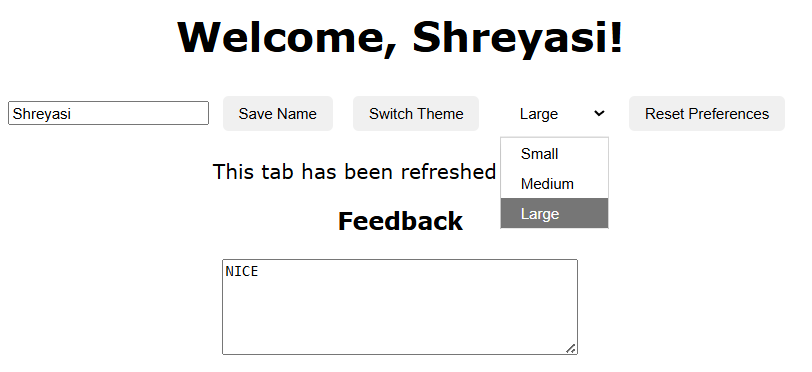 Welcome, Shreyasi!
Shreyasi Save Name Switch Theme Large Reset Preferences
Small
This tab has been refreshed
Medium
Large
Feedback
NICE